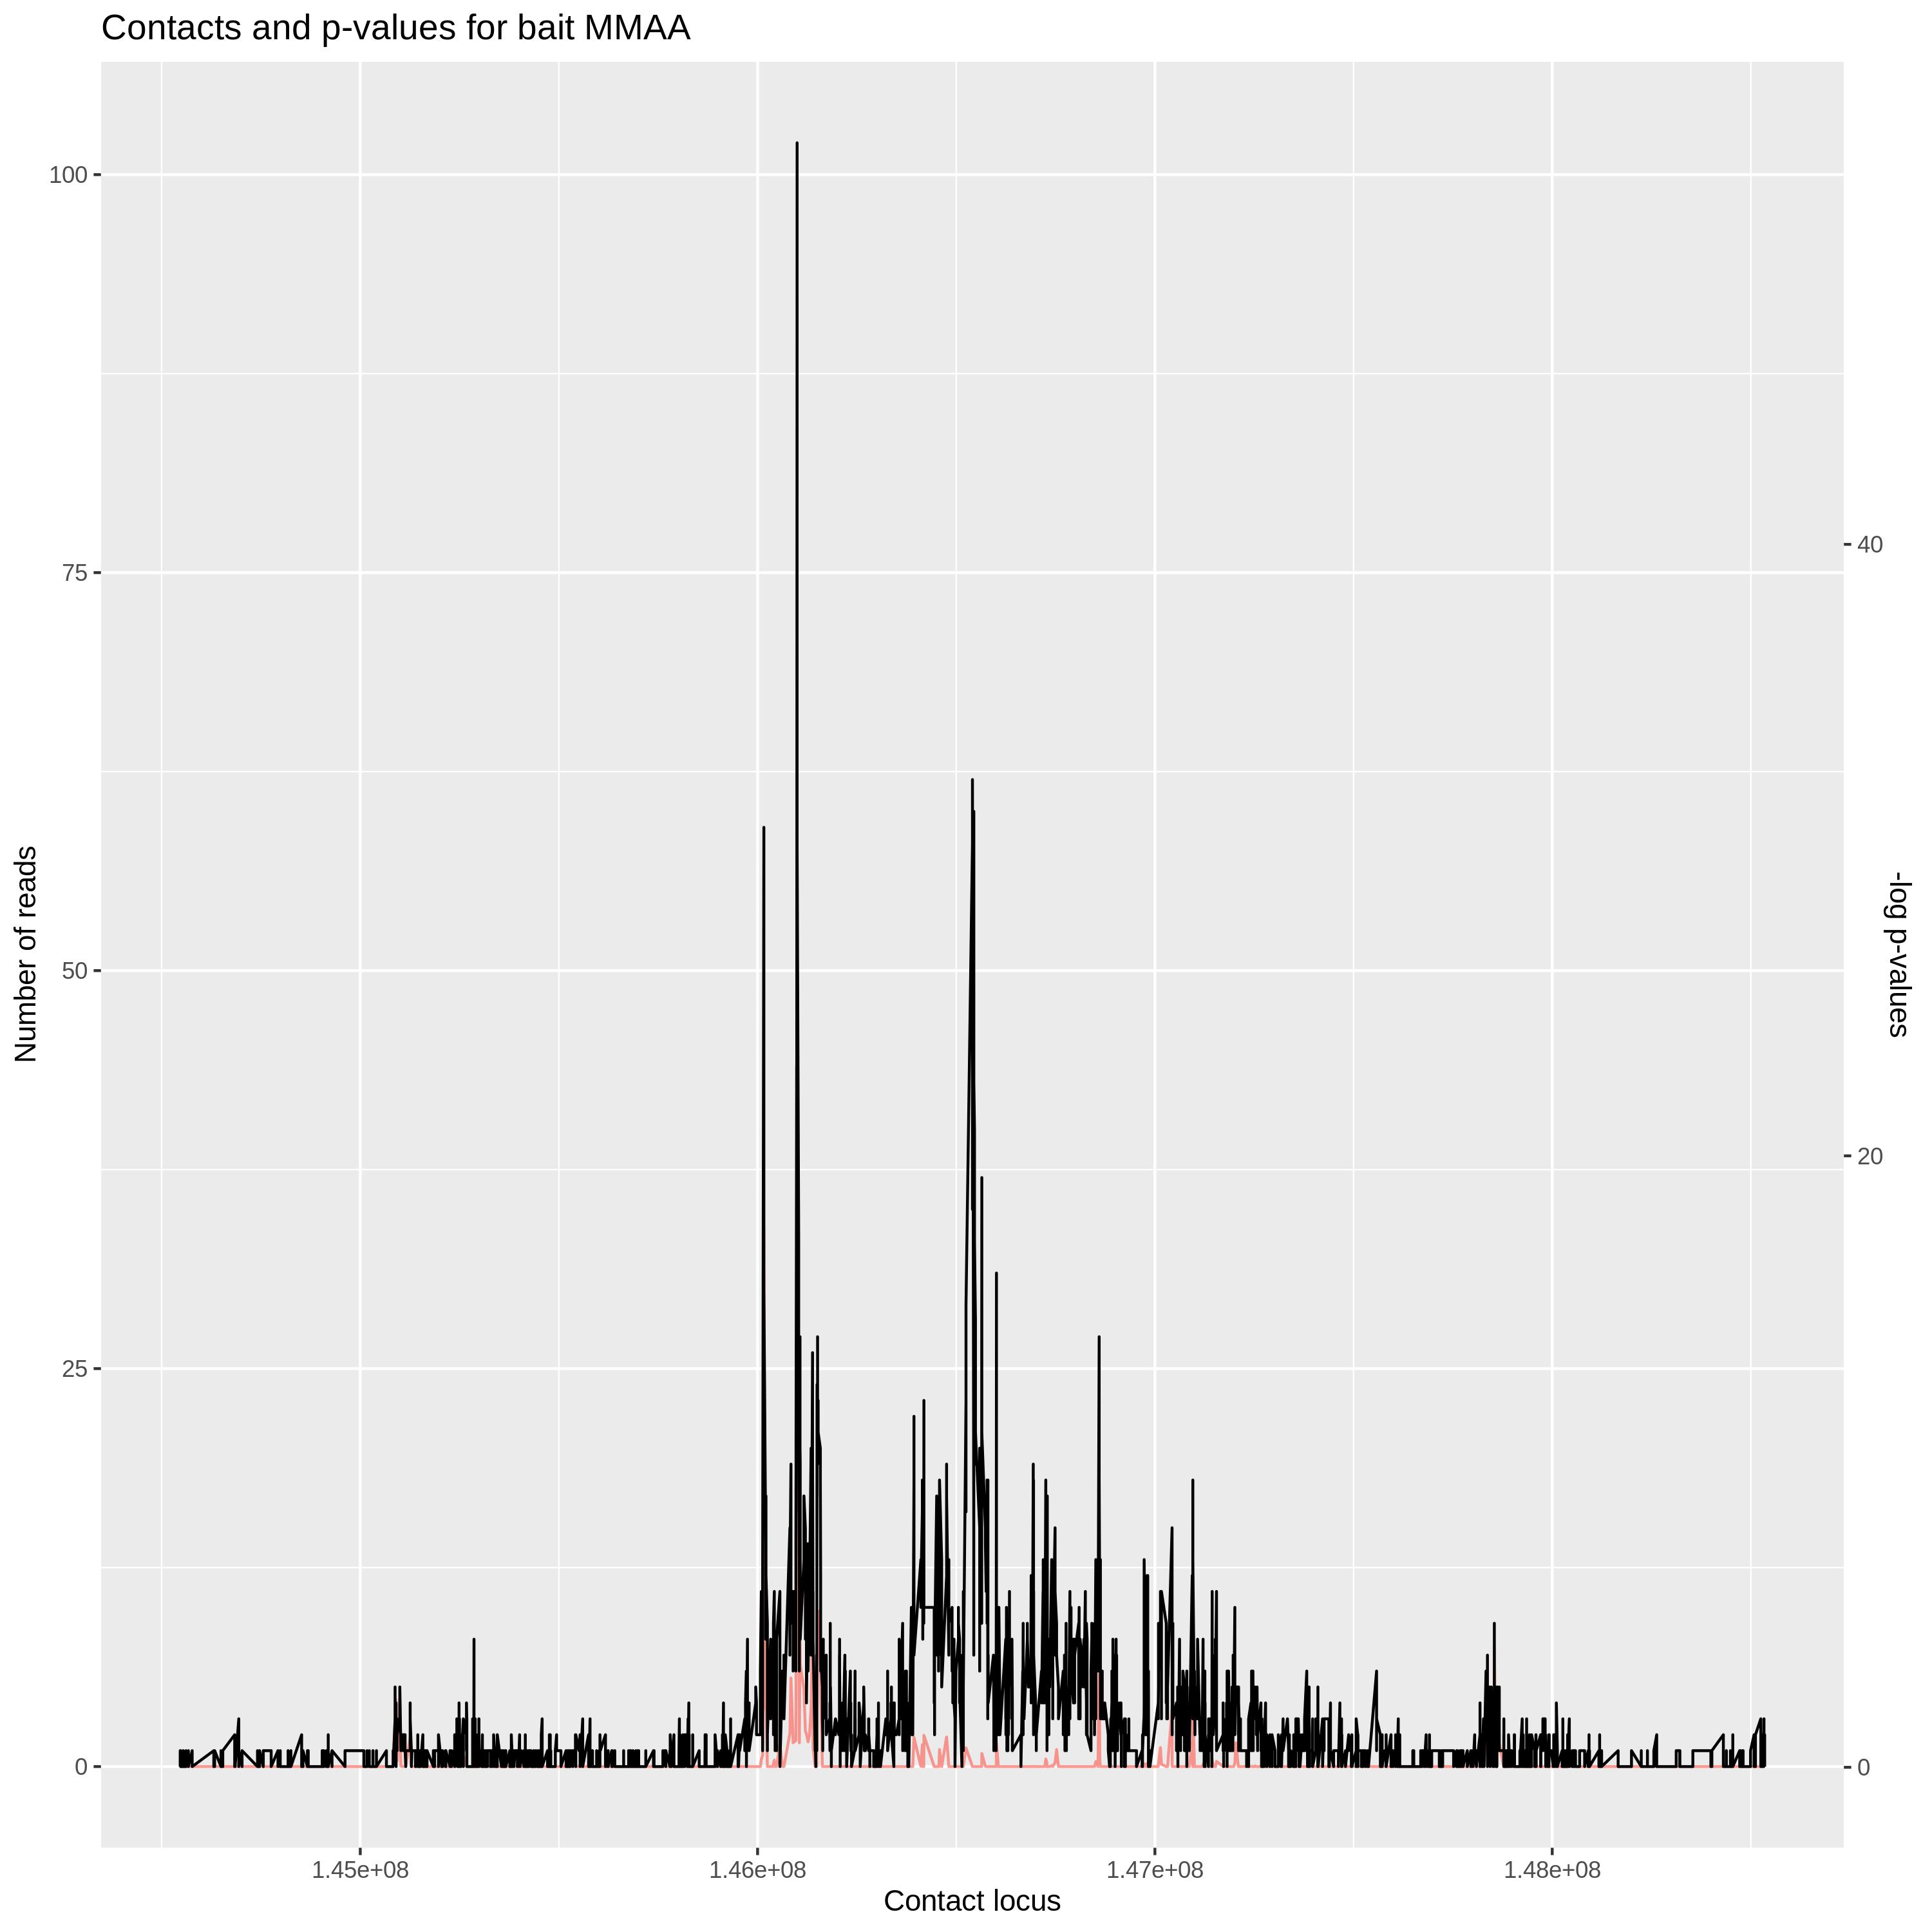 Contacts and p-values for bait MMAA
100
75
50
25
0
Number of reads
40
20
0
-log p-values
1.45e+08
1.46e+08
1.47e+08
1.48e+08
Contact locus